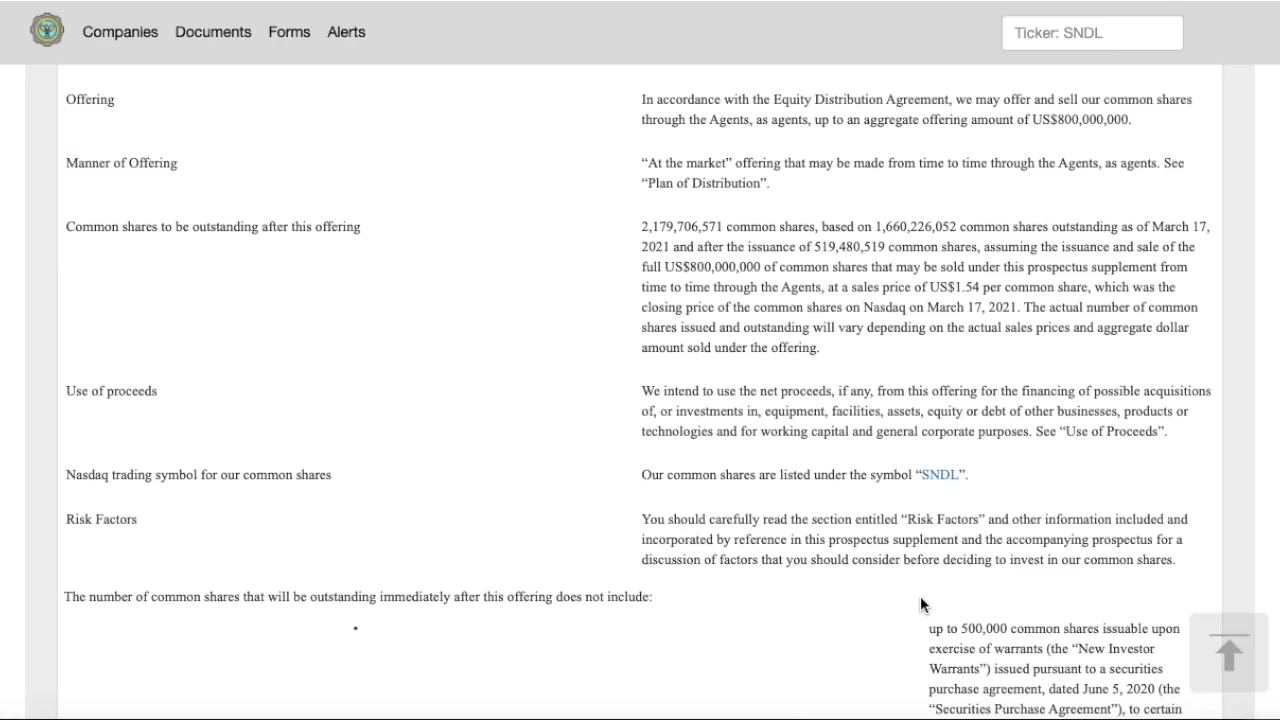 Companies Documents Forms Alerts Ticker: SNDL
Offering
In accordance with the Equity Distribution Agreement, we may offer and sell our common shares
through the Agents, as agents, up to an aggregate offering amount of US$800,000,000.
Manner of Offering
“At the market” offering that may be made from time to time through the Agents, as agents. See
“Plan of Distribution”.
Common shares to be outstanding after this offering
2,179,706,571 common shares, based on 1,660,226,052 common shares outstanding as of March 17,
2021 and after the issuance of 519,480,519 common shares, assuming the issuance and sale of the
full US$800,000,000 of common shares that may be sold under this prospectus supplement from
time to time through the Agents, at a sales price of US$1.54 per common share, which was the
closing price of the common shares on Nasdaq on March 17, 2021. The actual number of common
shares issued and outstanding will vary depending on the actual sales prices and aggregate dollar
amount sold under the offering.
Use of proceeds
We intend to use the net proceeds, if any, from this offering for the financing of possible acquisitions
of, or investments in, equipment, facilities, assets, equity or debt of other businesses, products or
technologies and for working capital and general corporate purposes. See “Use of Proceeds”.
Nasdaq trading symbol for our common shares
Our common shares are listed under the symbol “SNDL”.
Risk Factors
You should carefully read the section entitled “Risk Factors” and other information included and
incorporated by reference in this prospectus supplement and the accompanying prospectus for a
discussion of factors that you should consider before deciding to invest in our common shares.
The number of common shares that will be outstanding immediately after this offering does not include:
• up to 500,000 common shares issuable upon
exercise of warrants (the “New Investor
Warrants”) issued pursuant to a securities
purchase agreement, dated June 5, 2020 (the
“Securities Purchase Agreement”), to certain